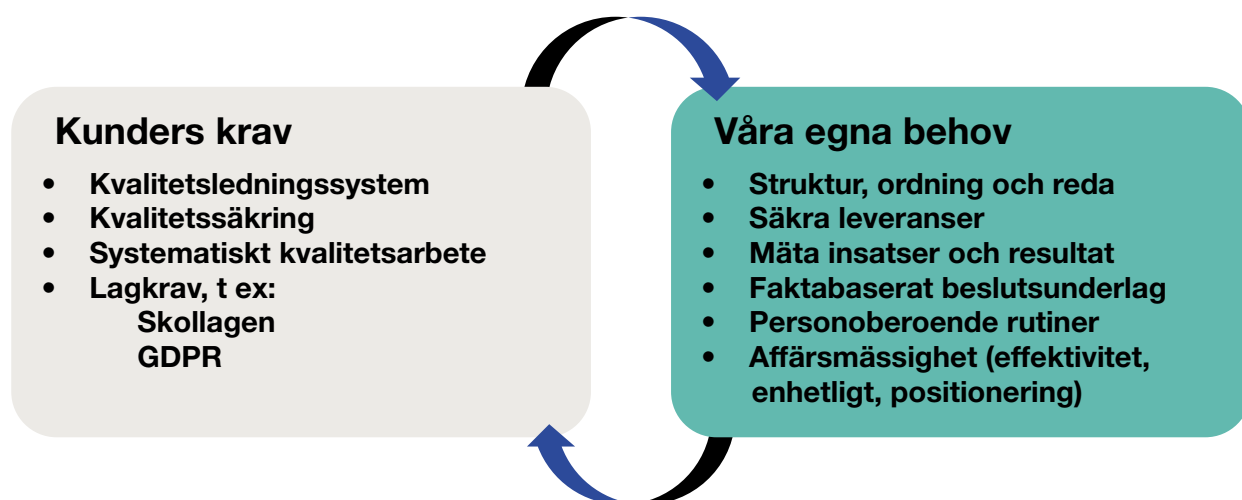 Kunders krav
• Kvalitetsledningssystem
• Kvalitetssäkring
• Systematiskt kvalitetsarbete
• Lagkrav, t ex:
Skollagen
GDPR
Våra egna behov
• Struktur, ordning och reda
• Säkra leveranser
• Mäta insatser och resultat
• Faktabaserat beslutsunderlag
• Personoberoende rutiner
• Affärsmässighet (effektivitet,
enhetligt, positionering)